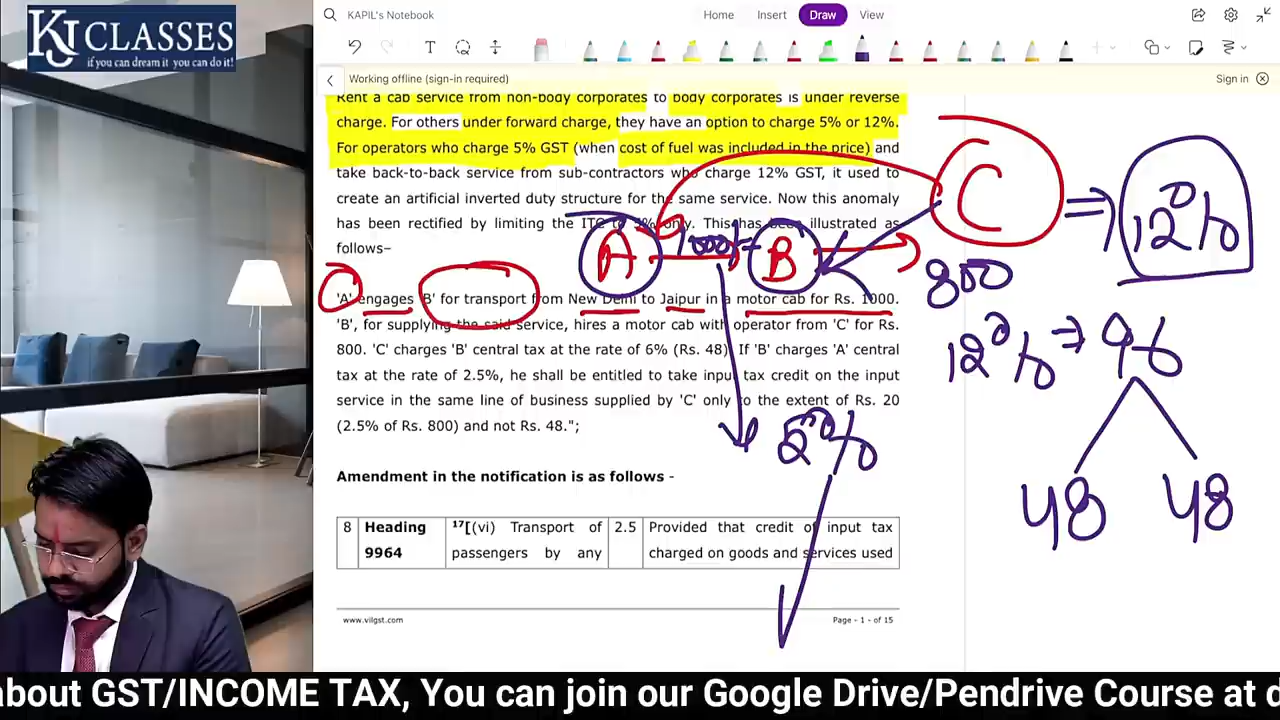 KJ CLASSES
if you can dream it you can do it!
KAPIL's Notebook
Home Insert Draw View
Working offline (sign-in required)
Sign in
Rent a cab service from non-body corporates to body corporates is under reverse
charge. For others under forward charge, they have an option to charge 5% or 12%.
For operators who charge 5% GST (when cost of fuel was included in the price) and
take back-to-back service from sub-contractors who charge 12% GST, it used to
create an artificial inverted duty structure for the same service. Now this anomaly
has been rectified by limiting the ITC to 5% only. This has been illustrated as
follows–
'A' engages 'B' for transport from New Delhi to Jaipur in a motor cab for Rs. 1000.
'B', for supplying the said service, hires a motor cab with operator from 'C' for Rs.
800. 'C' charges 'B' central tax at the rate of 6% (Rs. 48). If 'B' charges 'A' central
tax at the rate of 2.5%, he shall be entitled to take input tax credit on the input
service in the same line of business supplied by 'C' only to the extent of Rs. 20
(2.5% of Rs. 800) and not Rs. 48.";
Amendment in the notification is as follows -
8 Heading 17[(vi) Transport of 2.5 Provided that credit of input tax
9964 passengers by any charged on goods and services used
www.vilgst.com Page - 1 - of 15
C
12%
A 1000/- B
800
12% ⇒ 96
5%
48 48
about GST/INCOME TAX, You can join our Google Drive/Pendrive Course at d